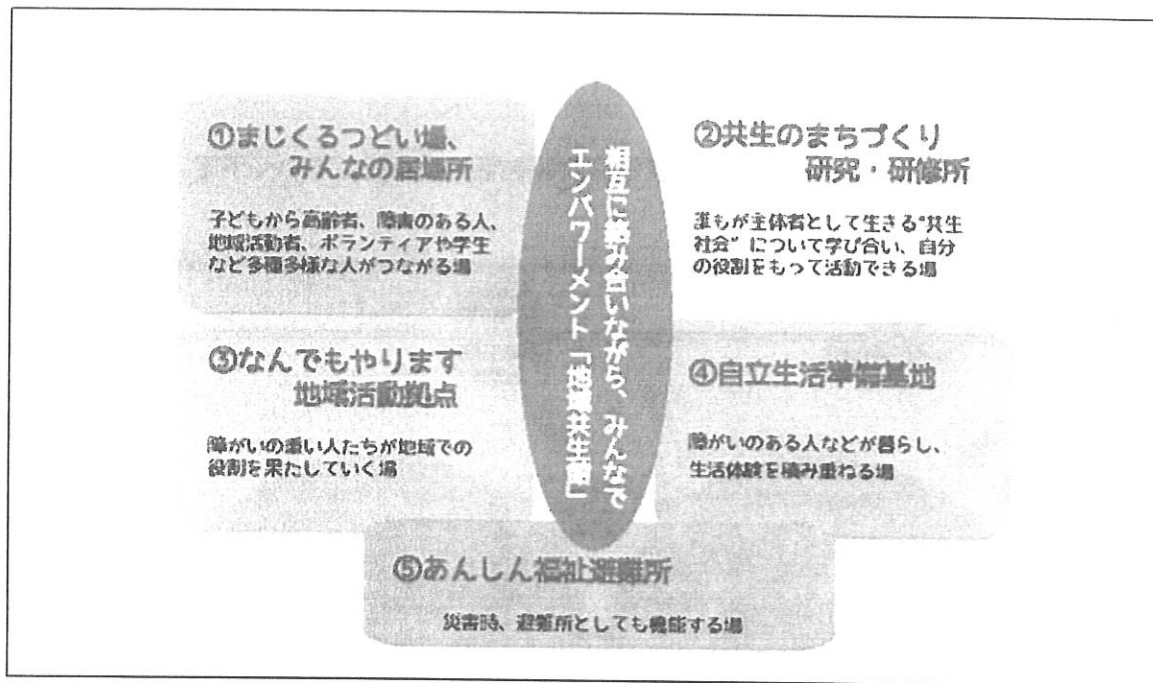 ①まじくるつどい場、
みんなの居場所
子どもから高齢者、障害のある人、
地域活動者、ボランティアや学生
など多種多様な人がつながる場
②共生のまちづくり
研究・研修所
誰もが主体者として生きる“共生
社会”について学び合い、自分
の役割をもって活動できる場
相互に絡み合いながら、みんなで
エンパワーメント「地域共生館」
③なんでもやります
地域活動拠点
障がいの重い人たちが地域での
役割を果たしていく場
④自立生活準備基地
障がいのある人などが暮らし、
生活体験を積み重ねる場
⑤あんしん福祉避難所
災害時、避難所としても機能する場